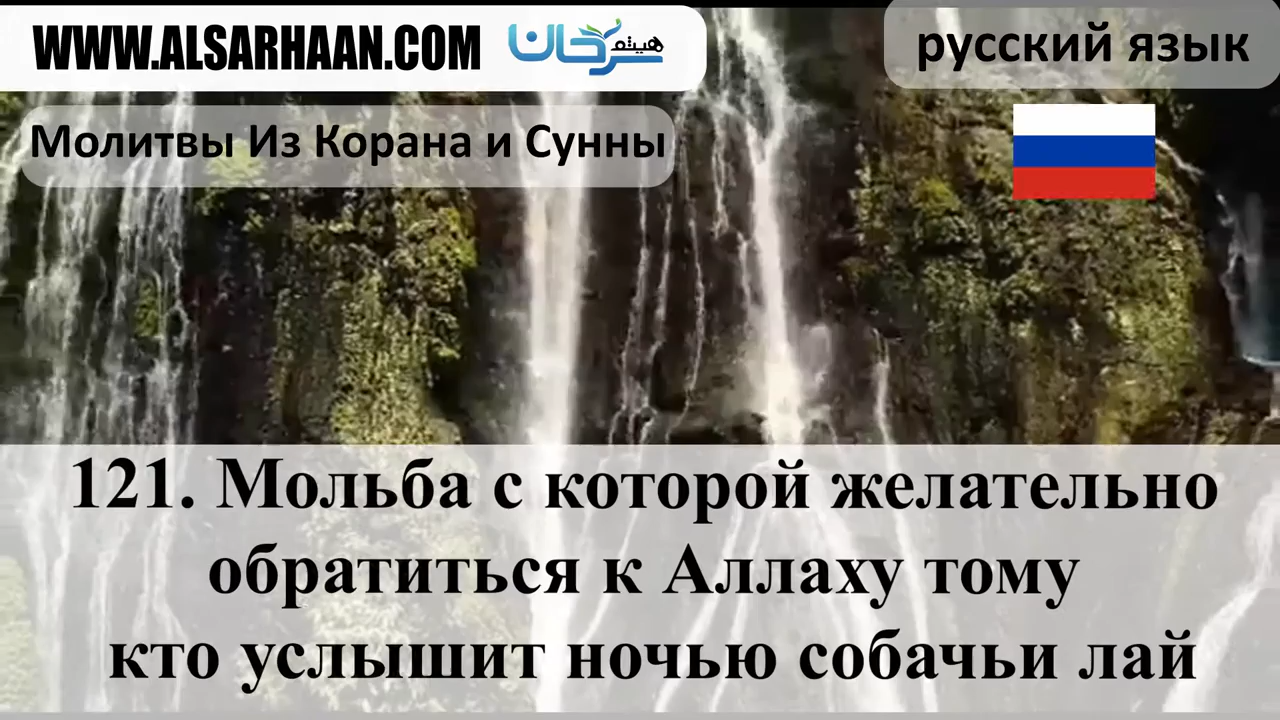 WWW.ALSARHAAN.COM
هيثم سرحان
русский язык
Молитвы Из Корана и Сунны
121. Мольба с которой желательно
обратиться к Аллаху тому
кто услышит ночью собачьи лай